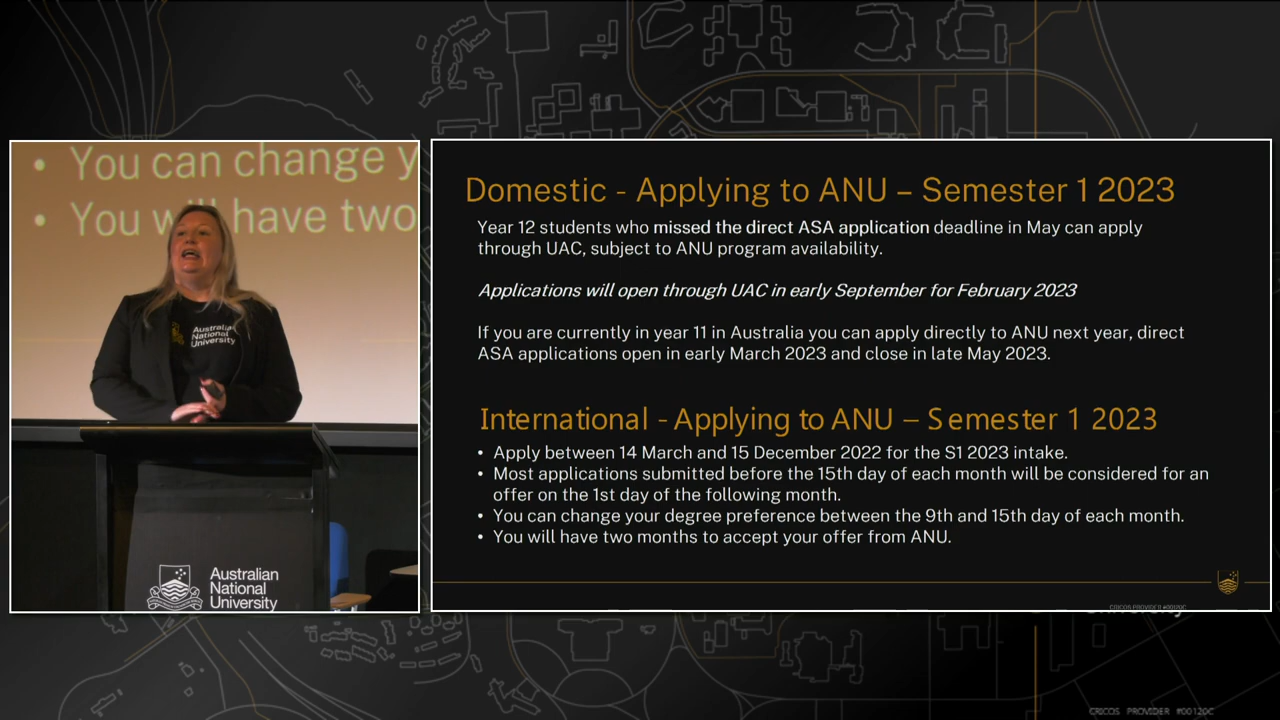 • You can change y
• You will have two
Australian
National
University
Australian
National
University
Domestic - Applying to ANU – Semester 1 2023
Year 12 students who missed the direct ASA application deadline in May can apply
through UAC, subject to ANU program availability.
Applications will open through UAC in early September for February 2023
If you are currently in year 11 in Australia you can apply directly to ANU next year, direct
ASA applications open in early March 2023 and close in late May 2023.
International - Applying to ANU – Semester 1 2023
• Apply between 14 March and 15 December 2022 for the S1 2023 intake.
• Most applications submitted before the 15th day of each month will be considered for an
offer on the 1st day of the following month.
• You can change your degree preference between the 9th and 15th day of each month.
• You will have two months to accept your offer from ANU.
CRICOS PROVIDER #00120C
University
CRICOS PROVIDER #00120C